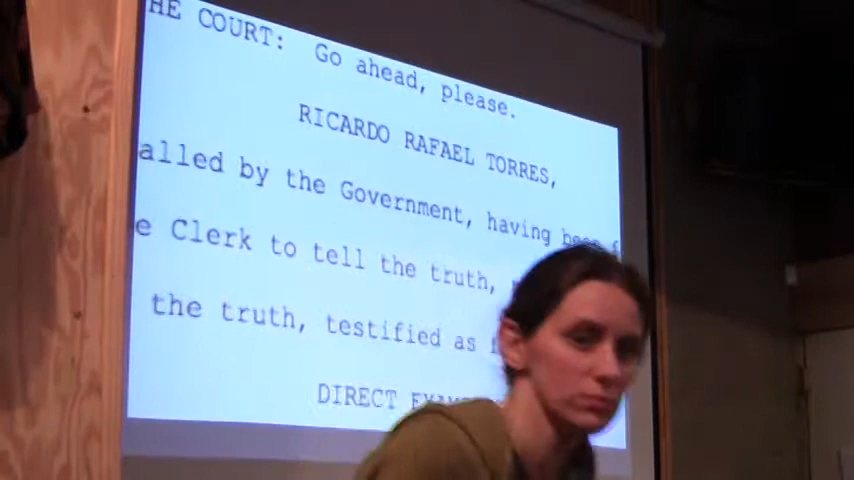 HE COURT: Go ahead, please.
RICARDO RAFAEL TORRES,
alled by the Government, having been f
e Clerk to tell the truth,
the truth, testified as
DIRECT